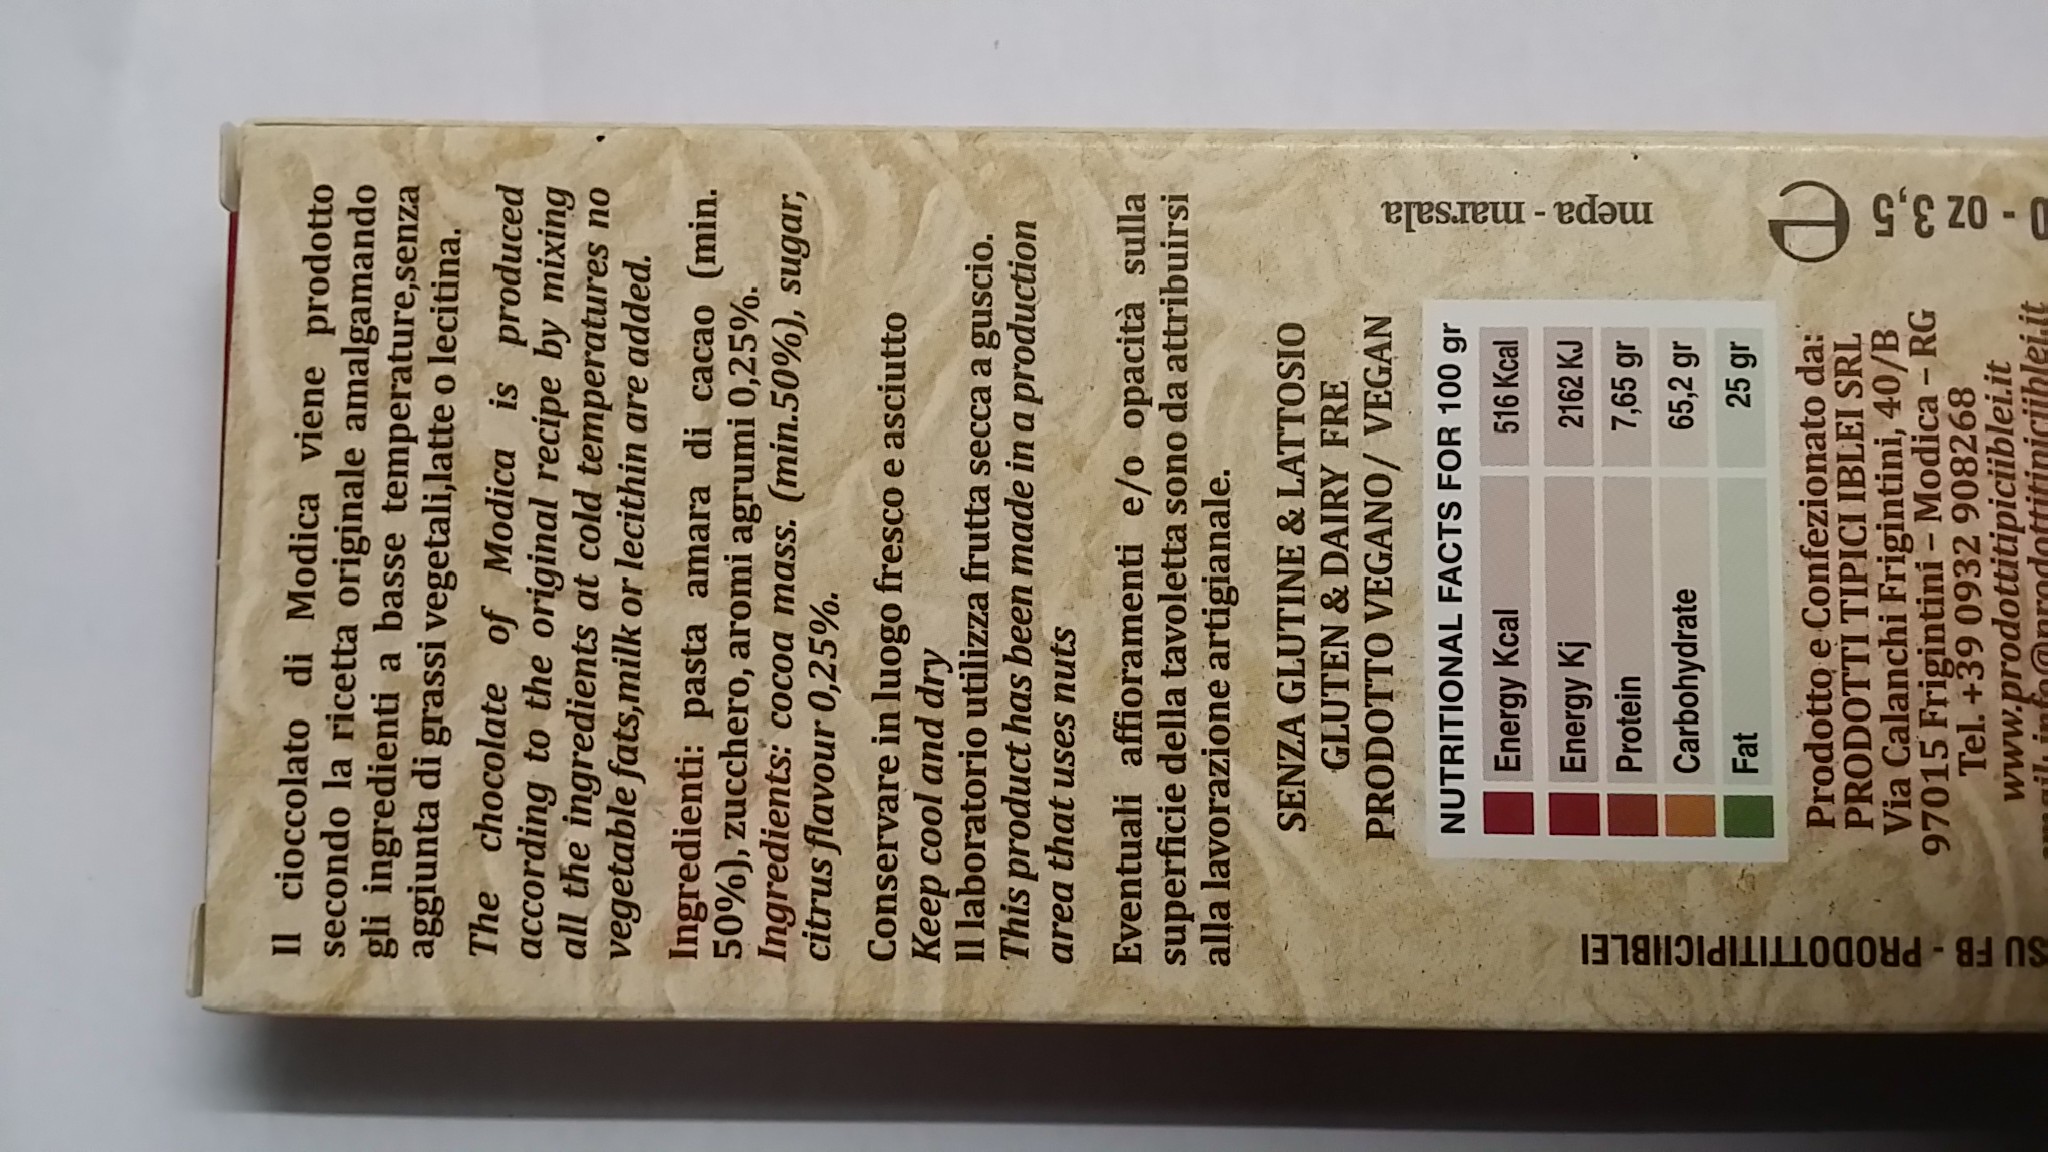 Il cioccolato di Modica viene prodotto
secondo la ricetta originale amalgamando
gli ingredienti a basse temperature,senza
aggiunta di grassi vegetali,latte o lecitina.
The chocolate of Modica is produced
according to the original recipe by mixing
all the ingredients at cold temperatures no
vegetable fats,milk or lecithin are added.
Ingredienti: pasta amara di cacao (min.
50%), zucchero, aromi agrumi 0,25%.
Ingredients: cocoa mass. (min.50%), sugar,
citrus flavour 0,25%.
Conservare in luogo fresco e asciutto
Keep cool and dry
Il laboratorio utilizza frutta secca a guscio.
This product has been made in a production
area that uses nuts
Eventuali affioramenti e/o opacità sulla
superficie della tavoletta sono da attribuirsi
alla lavorazione artigianale.
SENZA GLUTINE & LATTOSIO
GLUTEN & DAIRY FRE
PRODOTTO VEGANO/ VEGAN
NUTRITIONAL FACTS FOR 100 gr
Energy Kcal 516 Kcal
Energy Kj 2162 KJ
Protein 7,65 gr
Carbohydrate 65,2 gr
Fat 25 gr
Prodotto e Confezionato da:
PRODOTTI TIPICI IBLEI SRL
Via Calanchi Frigintini, 40/B
97015 Frigintini – Modica – RG
Tel. +39 0932 908268
www.prodottitipiciiblei.it
info@prodottitipiciiblei.it
mepa - marsala
- OZ 3,5
SU FB - PRODOTTITIPICIIBLEI